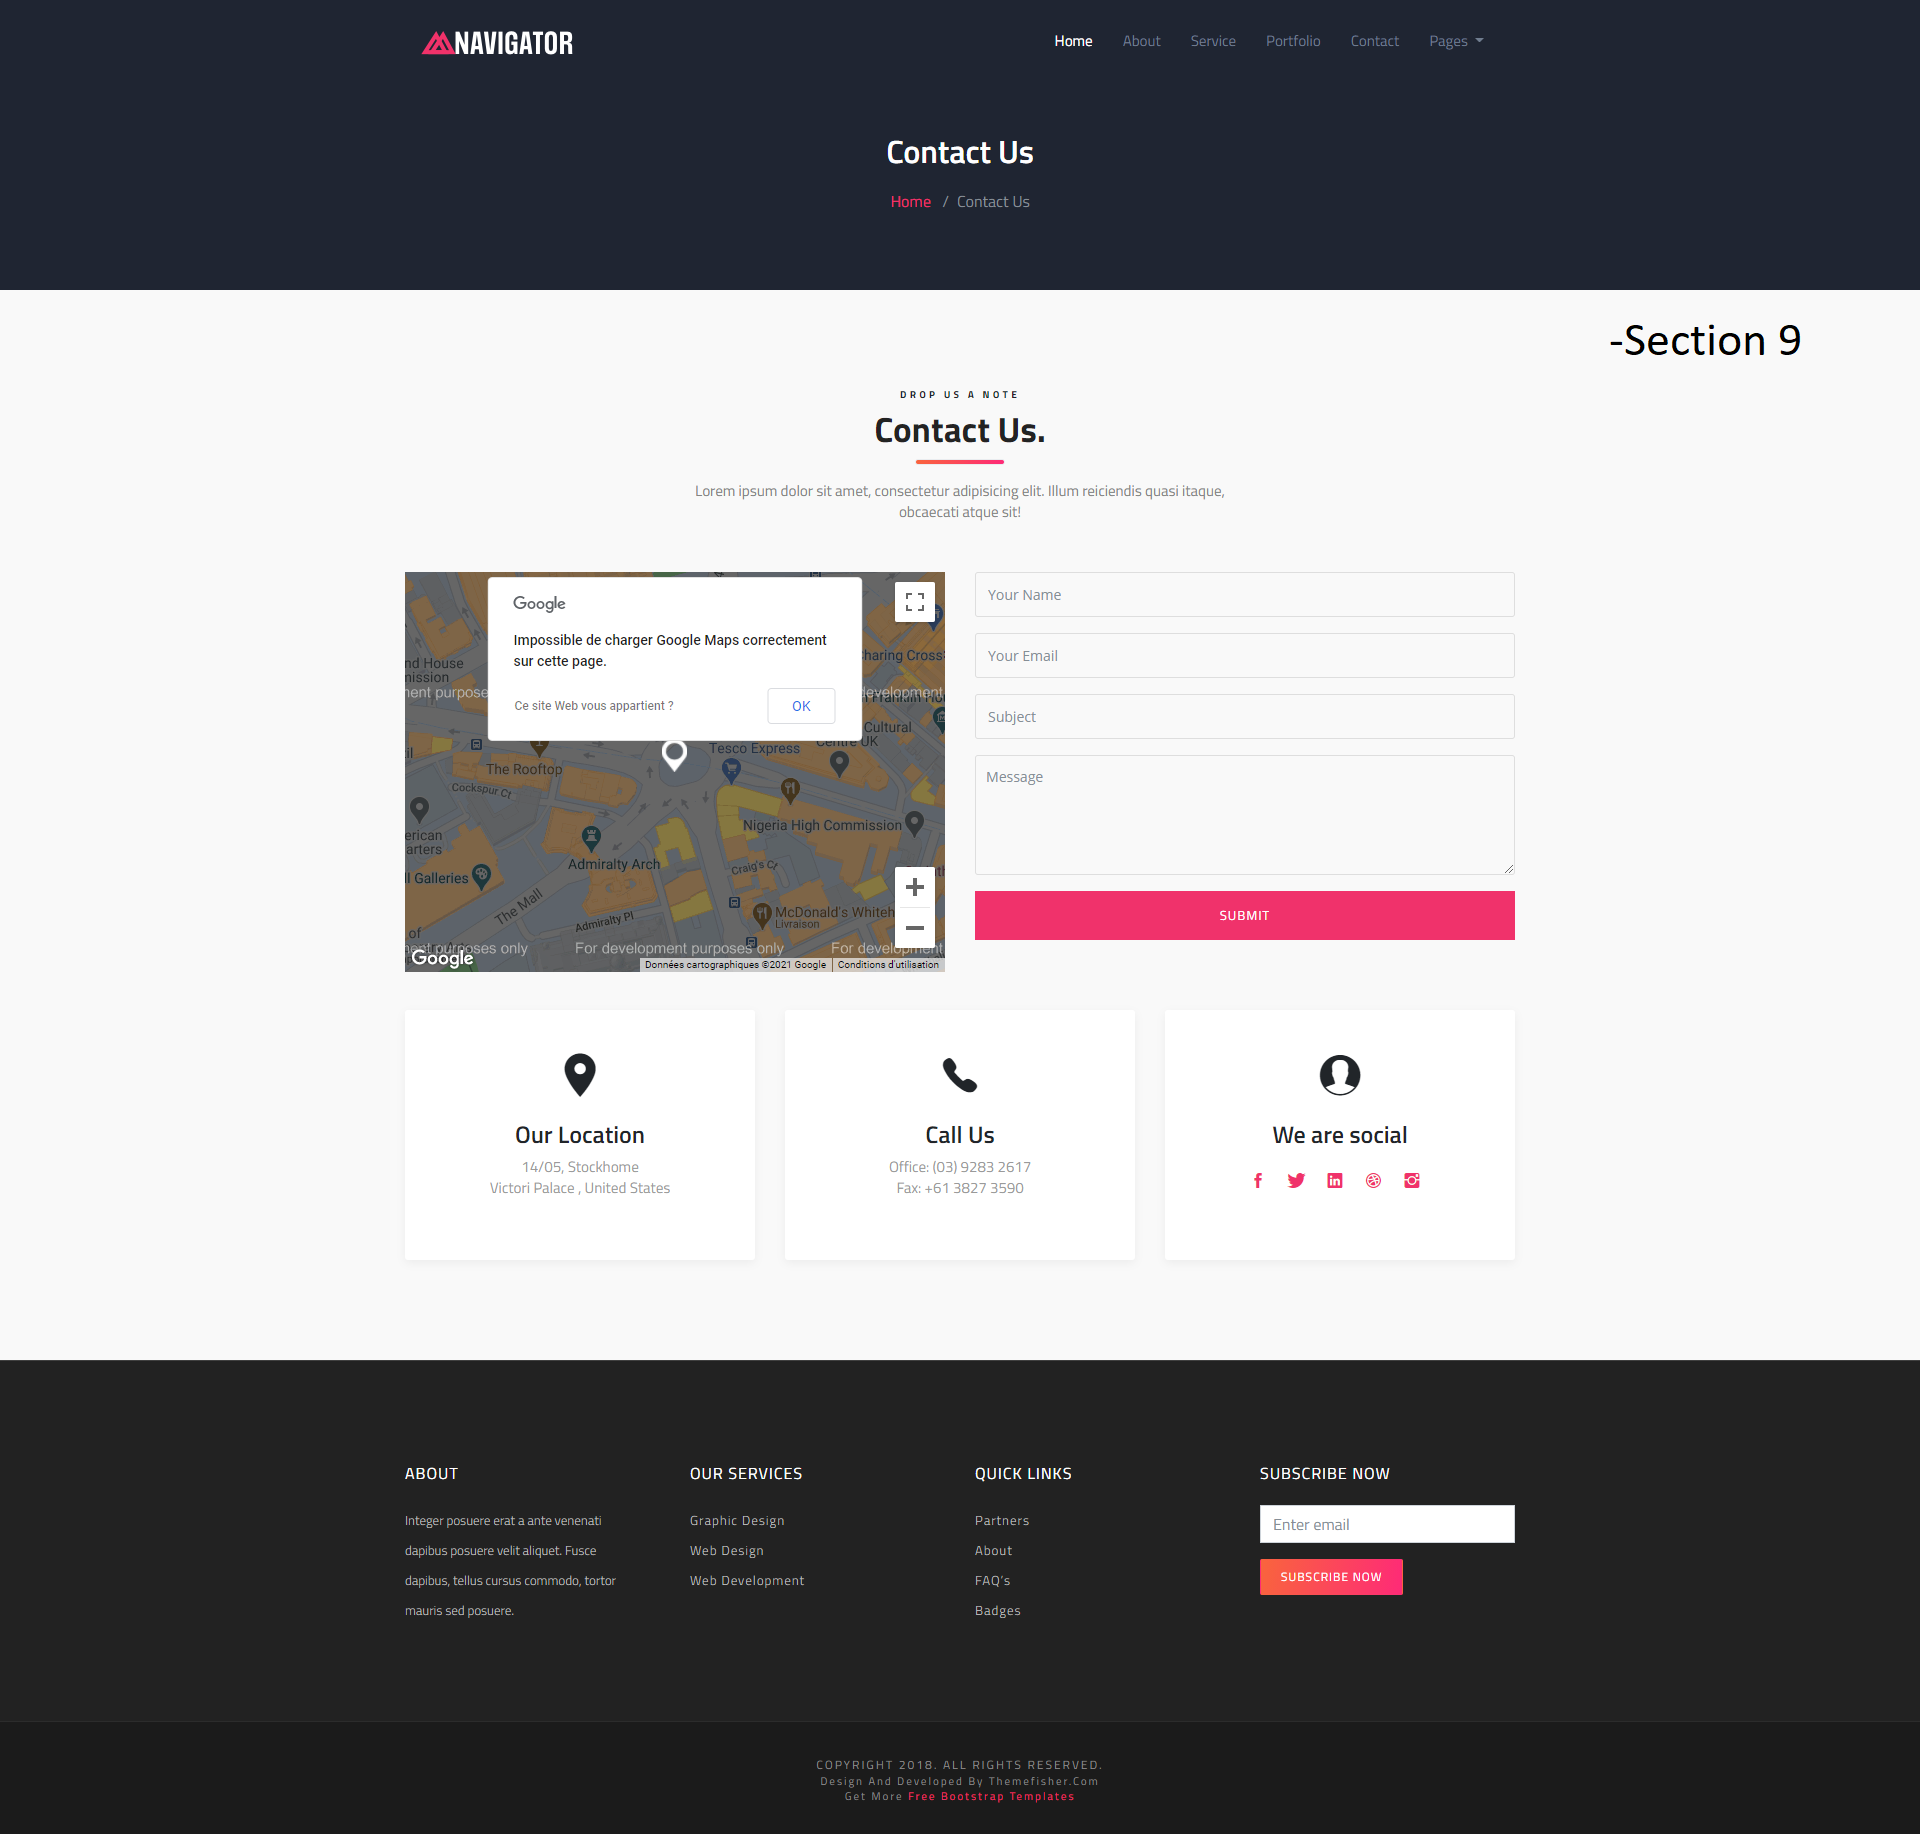 NAVIGATOR
Home About Service Portfolio Contact Pages
Contact Us
Home / Contact Us
-Section 9
DROP US A NOTE
Contact Us.
Lorem ipsum dolor sit amet, consectetur adipisicing elit. Illum reiciendis quasi itaque,
obcaecati atque sit!
Google
Impossible de charger Google Maps correctement
sur cette page.
Ce site Web vous appartient ?
OK
nd House
mission
Charing Cross
ment purposes
development
Franklin Ho
Cultural
Centre UK
Tesco Express
The Rooftop
Cockspur Ct
erican
arters
Nigeria High Commission
Admiralty Arch
Craig's Ct
ll Galleries
The Mall
Admiralty Pl
McDonald's Whiteh
Livraison
of
ment purposes only
For development purposes only
For development
Google
Données cartographiques ©2021 Google
Conditions d'utilisation
Your Name
Your Email
Subject
Message
SUBMIT
Our Location
14/05, Stockhome
Victori Palace , United States
Call Us
Office: (03) 9283 2617
Fax: +61 3827 3590
We are social
ABOUT
Integer posuere erat a ante venenati
dapibus posuere velit aliquet. Fusce
dapibus, tellus cursus commodo, tortor
mauris sed posuere.
OUR SERVICES
Graphic Design
Web Design
Web Development
QUICK LINKS
Partners
About
FAQ's
Badges
SUBSCRIBE NOW
Enter email
SUBSCRIBE NOW
COPYRIGHT 2018. ALL RIGHTS RESERVED.
Design And Developed By Themefisher.Com
Get More Free Bootstrap Templates